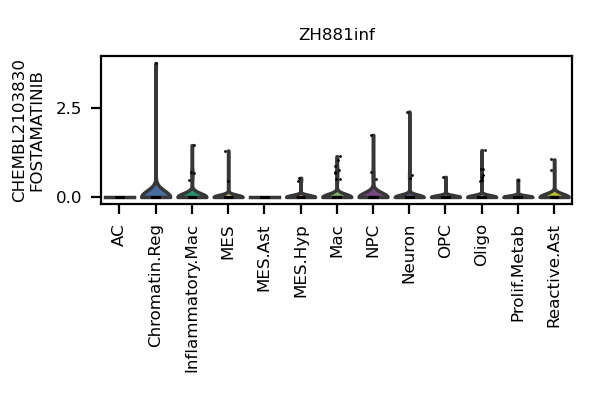 ZH881inf
CHEMBL2103830
FOSTAMATINIB
2.5
0.0
AC
Chromatin.Reg
Inflammatory.Mac
MES
MES.Ast
MES.Hyp
Mac
NPC
Neuron
OPC
Oligo
Prolif.Metab
Reactive.Ast